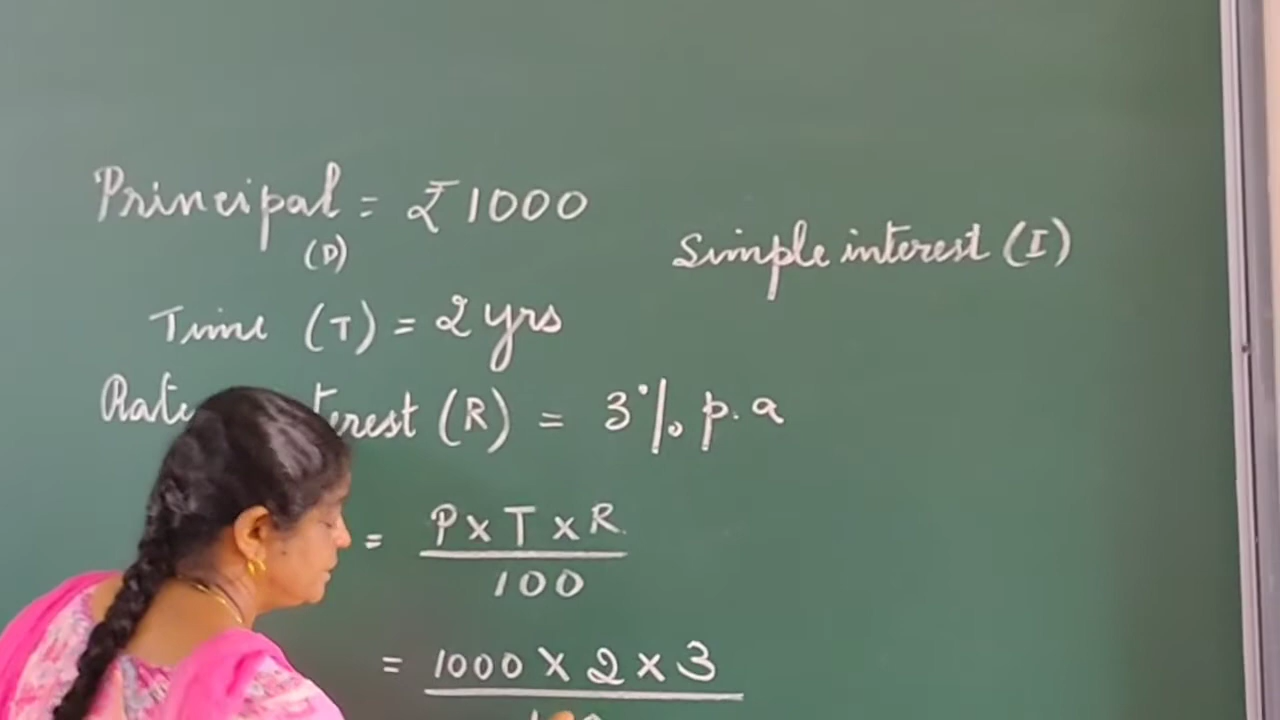 Principal = ₹ 1000
(P)
Simple interest (I)
Time (T) = 2 yrs
Rate terest (R) = 3% p.a
= P x T x R
100
= 1000 x 2 x 3